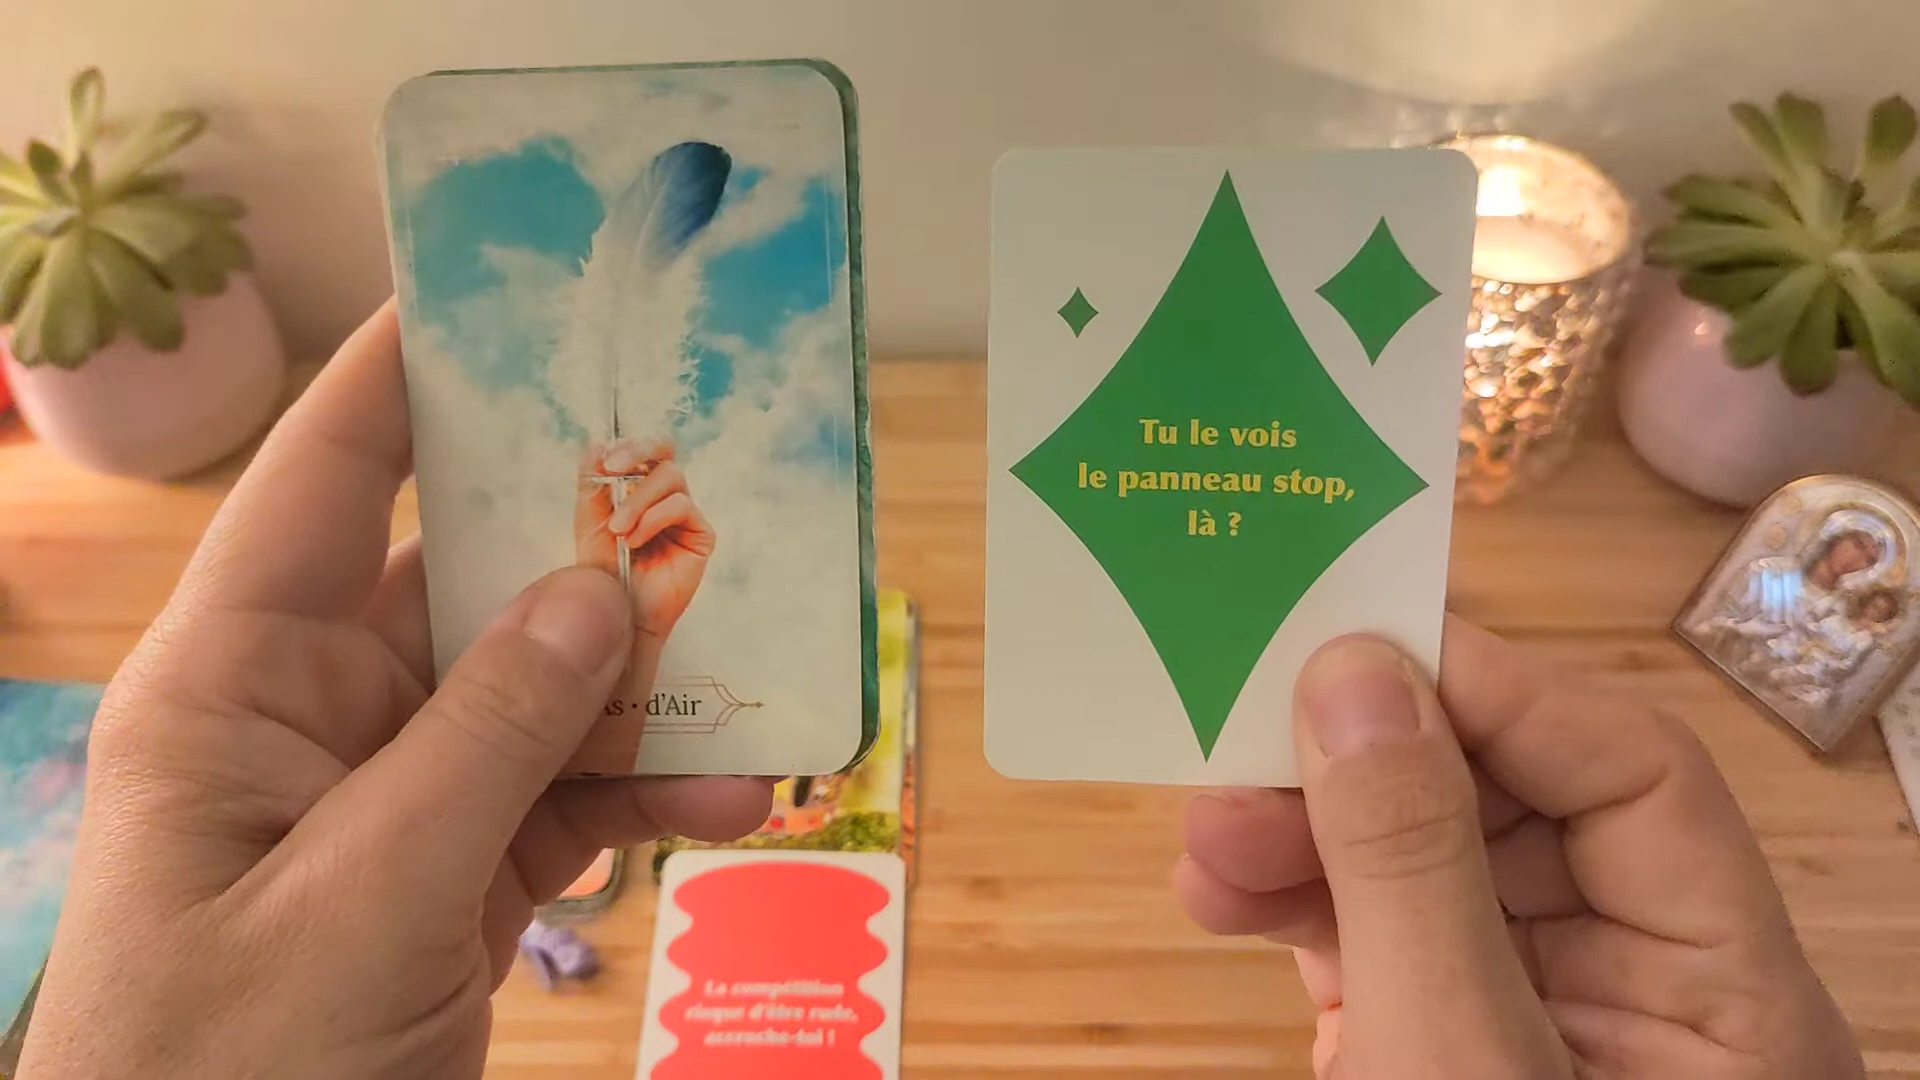 As • d'Air
Tu le vois
le panneau stop,
là ?
La compétition
risque d'être rude,
accroche-toi !